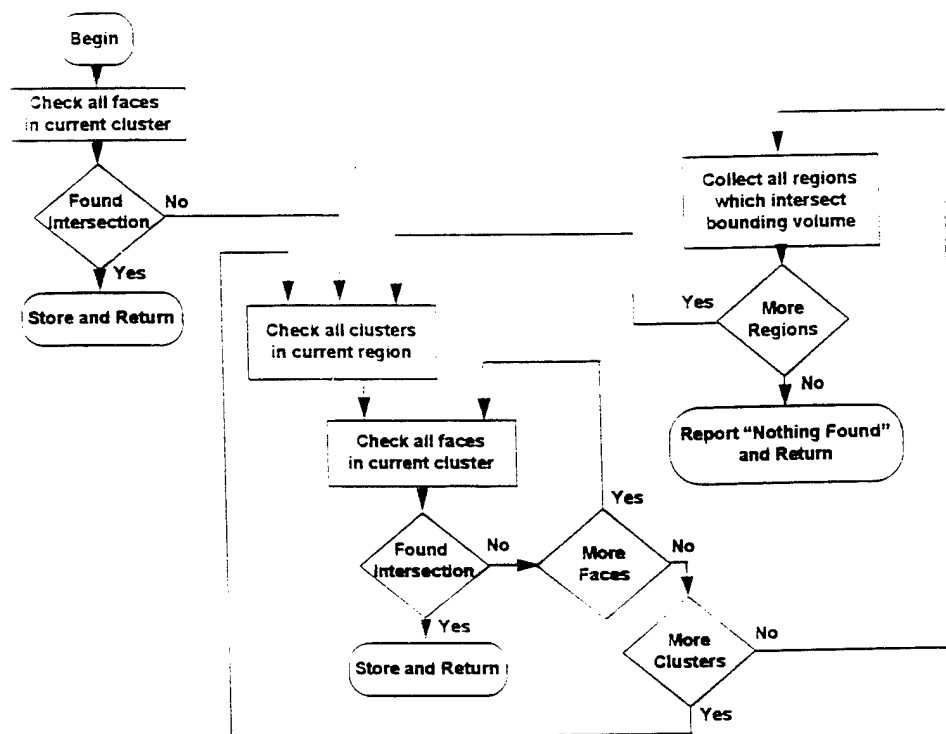 Begin
Check all faces
in current cluster
Found
Intersection
No
Yes
Store and Return
Collect all regions
which intersect
bounding volume
Yes
More
Regions
No
Report “Nothing Found”
and Return
Check all clusters
in current region
Check all faces
in current cluster
Found
Intersection
No
Yes
Store and Return
Yes
More
Faces
No
More
Clusters
No
Yes